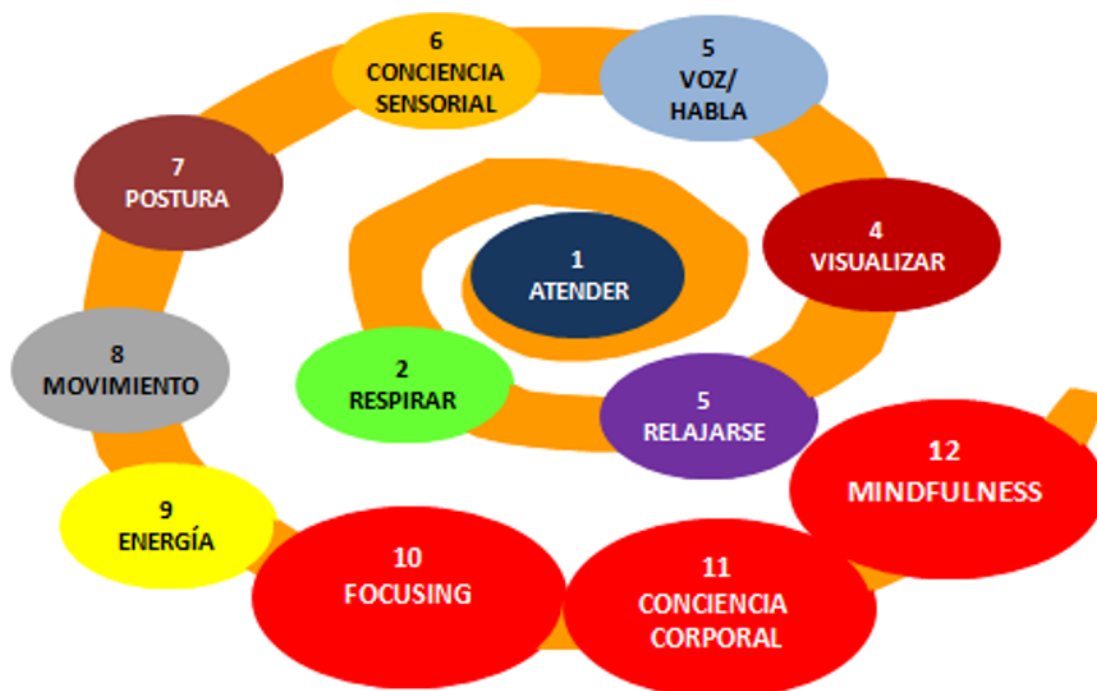 6
CONCIENCIA
SENSORIAL
5
VOZ/
HABLA
7
POSTURA
1
ATENDER
4
VISUALIZAR
8
MOVIMIENTO
2
RESPIRAR
5
RELAJARSE
12
MINDFULNESS
9
ENERGÍA
10
FOCUSING
11
CONCIENCIA
CORPORAL